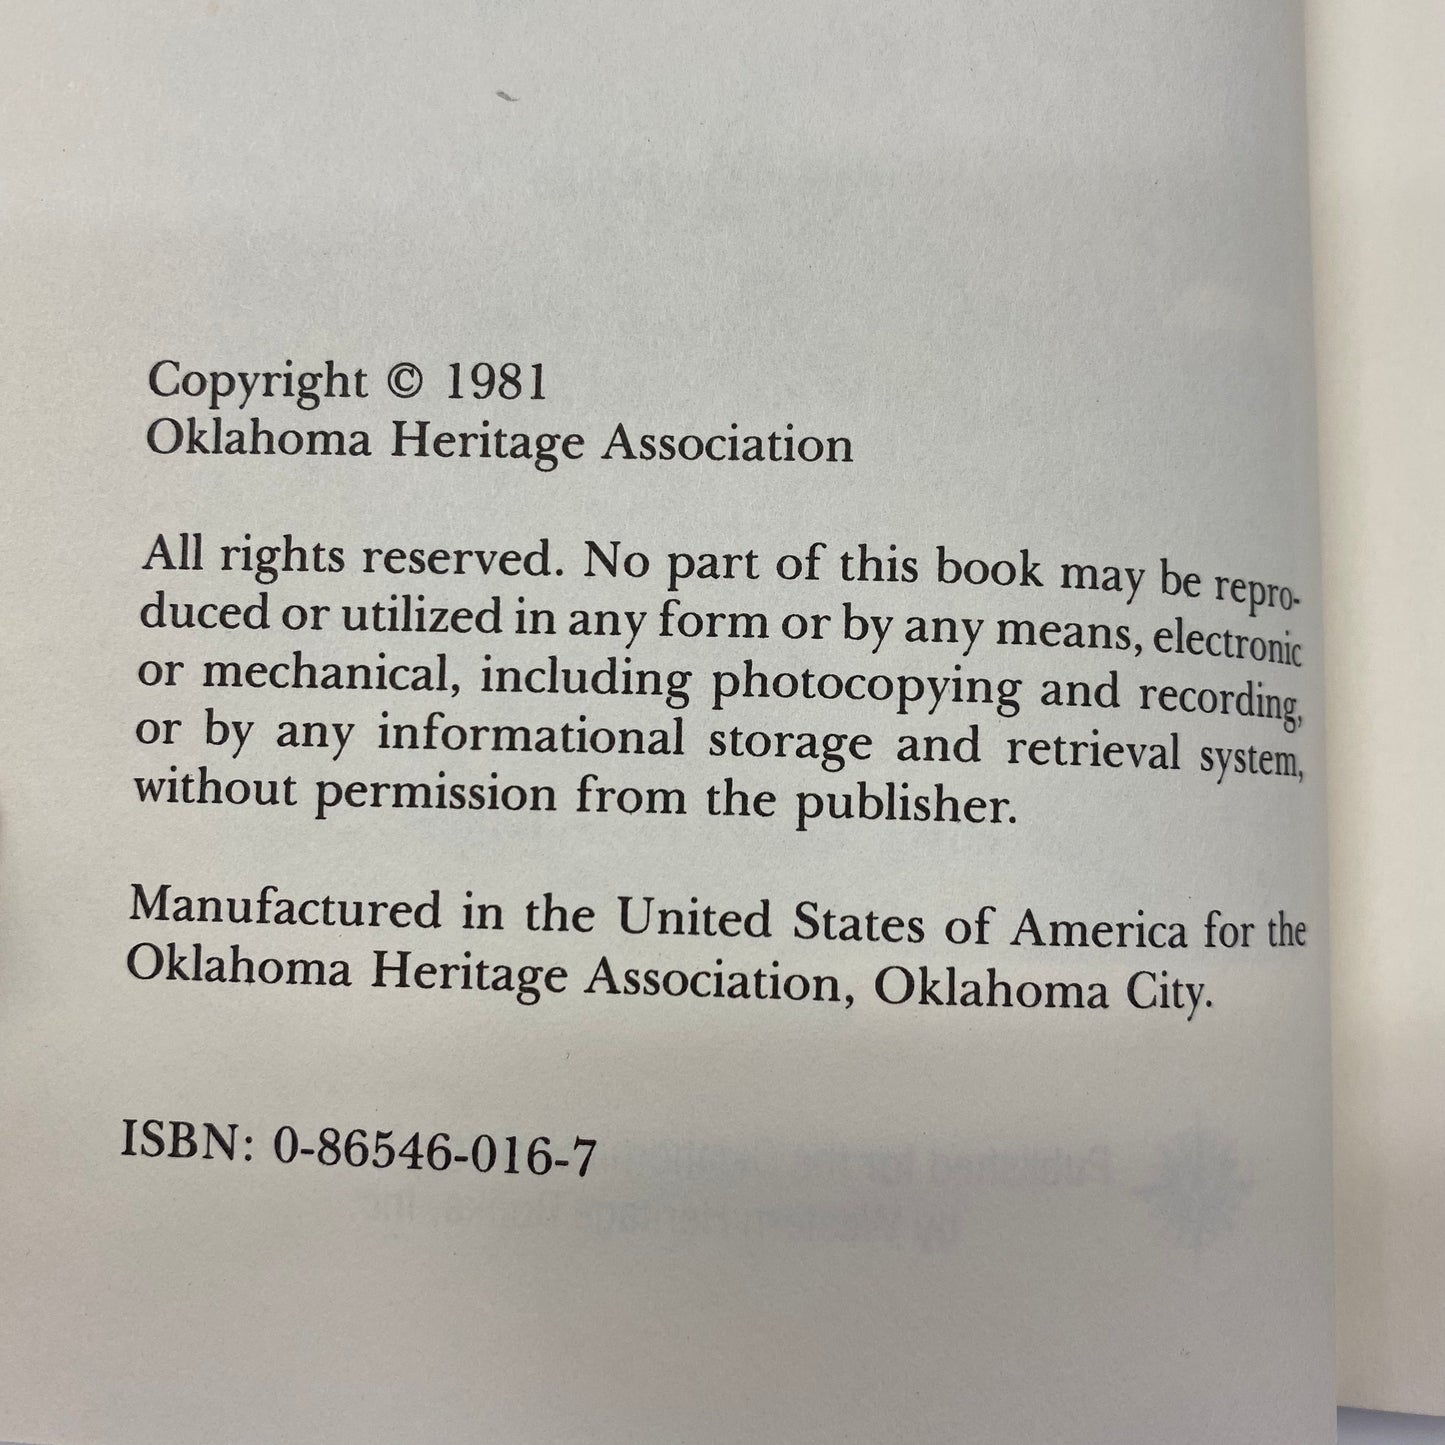 Copyright © 1981
Oklahoma Heritage Association
All rights reserved. No part of this book may be repro-
duced or utilized in any form or by any means, electronic
or mechanical, including photocopying and recording,
or by any informational storage and retrieval system,
without permission from the publisher.
Manufactured in the United States of America for the
Oklahoma Heritage Association, Oklahoma City.
ISBN: 0-86546-016-7